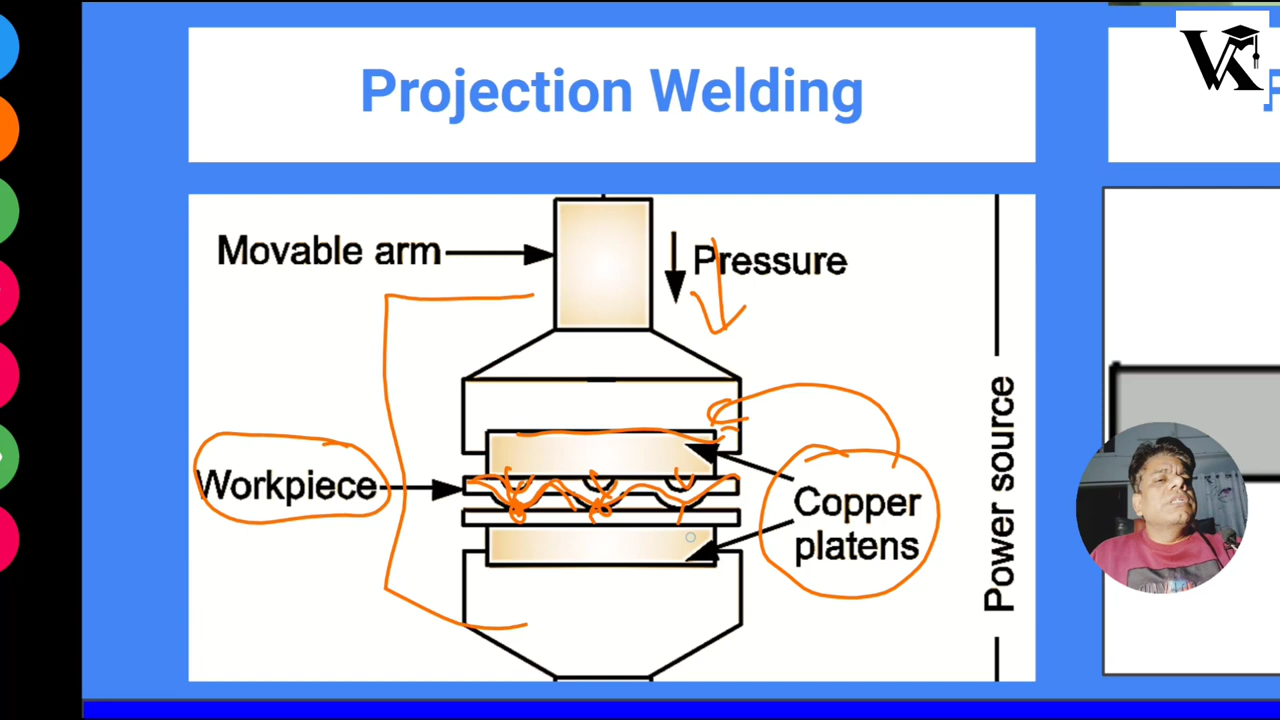 Projection Welding
Movable arm
Pressure
Workpiece
Copper
platens
Power source